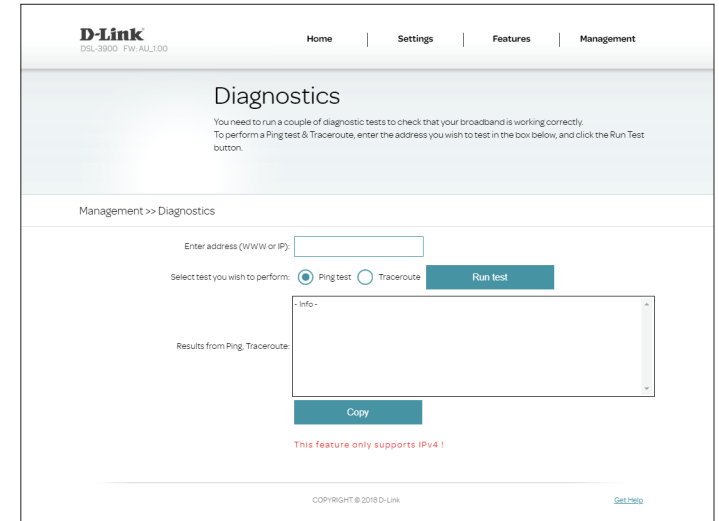 D-Link
DSL-3900 FW:AU_1.00
Home
Settings
Features
Management
Diagnostics
You need to run a couple of diagnostic tests to check that your broadband is working correctly.
To perform a Ping test & Traceroute, enter the address you wish to test in the box below, and click the Run Test
button.
Management >> Diagnostics
Enter address (WWW or IP):
Select test you wish to perform: Ping test Traceroute Run test
- Info -
Results from Ping, Traceroute:
Copy
This feature only supports IPv4 !
COPYRIGHT © 2018 D-Link
Get Help